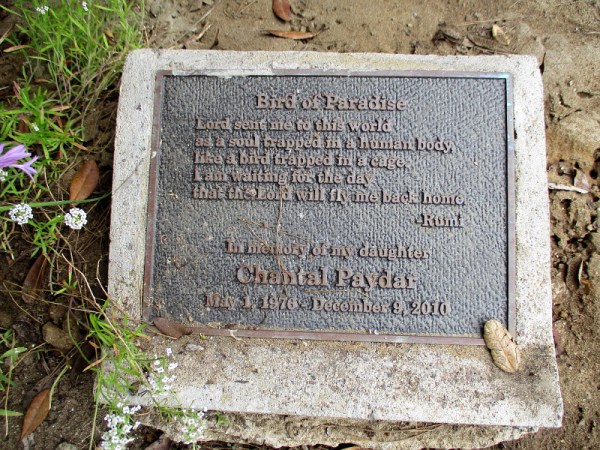 Bird of Paradise
Lord sent me to this world
as a soul trapped in a human body,
like a bird trapped in a cage.
I am waiting for the day
that the Lord will fly me back home.
-Rumi
In memory of my daughter
Chantal Paydar
May 1, 1976 - December 9, 2010